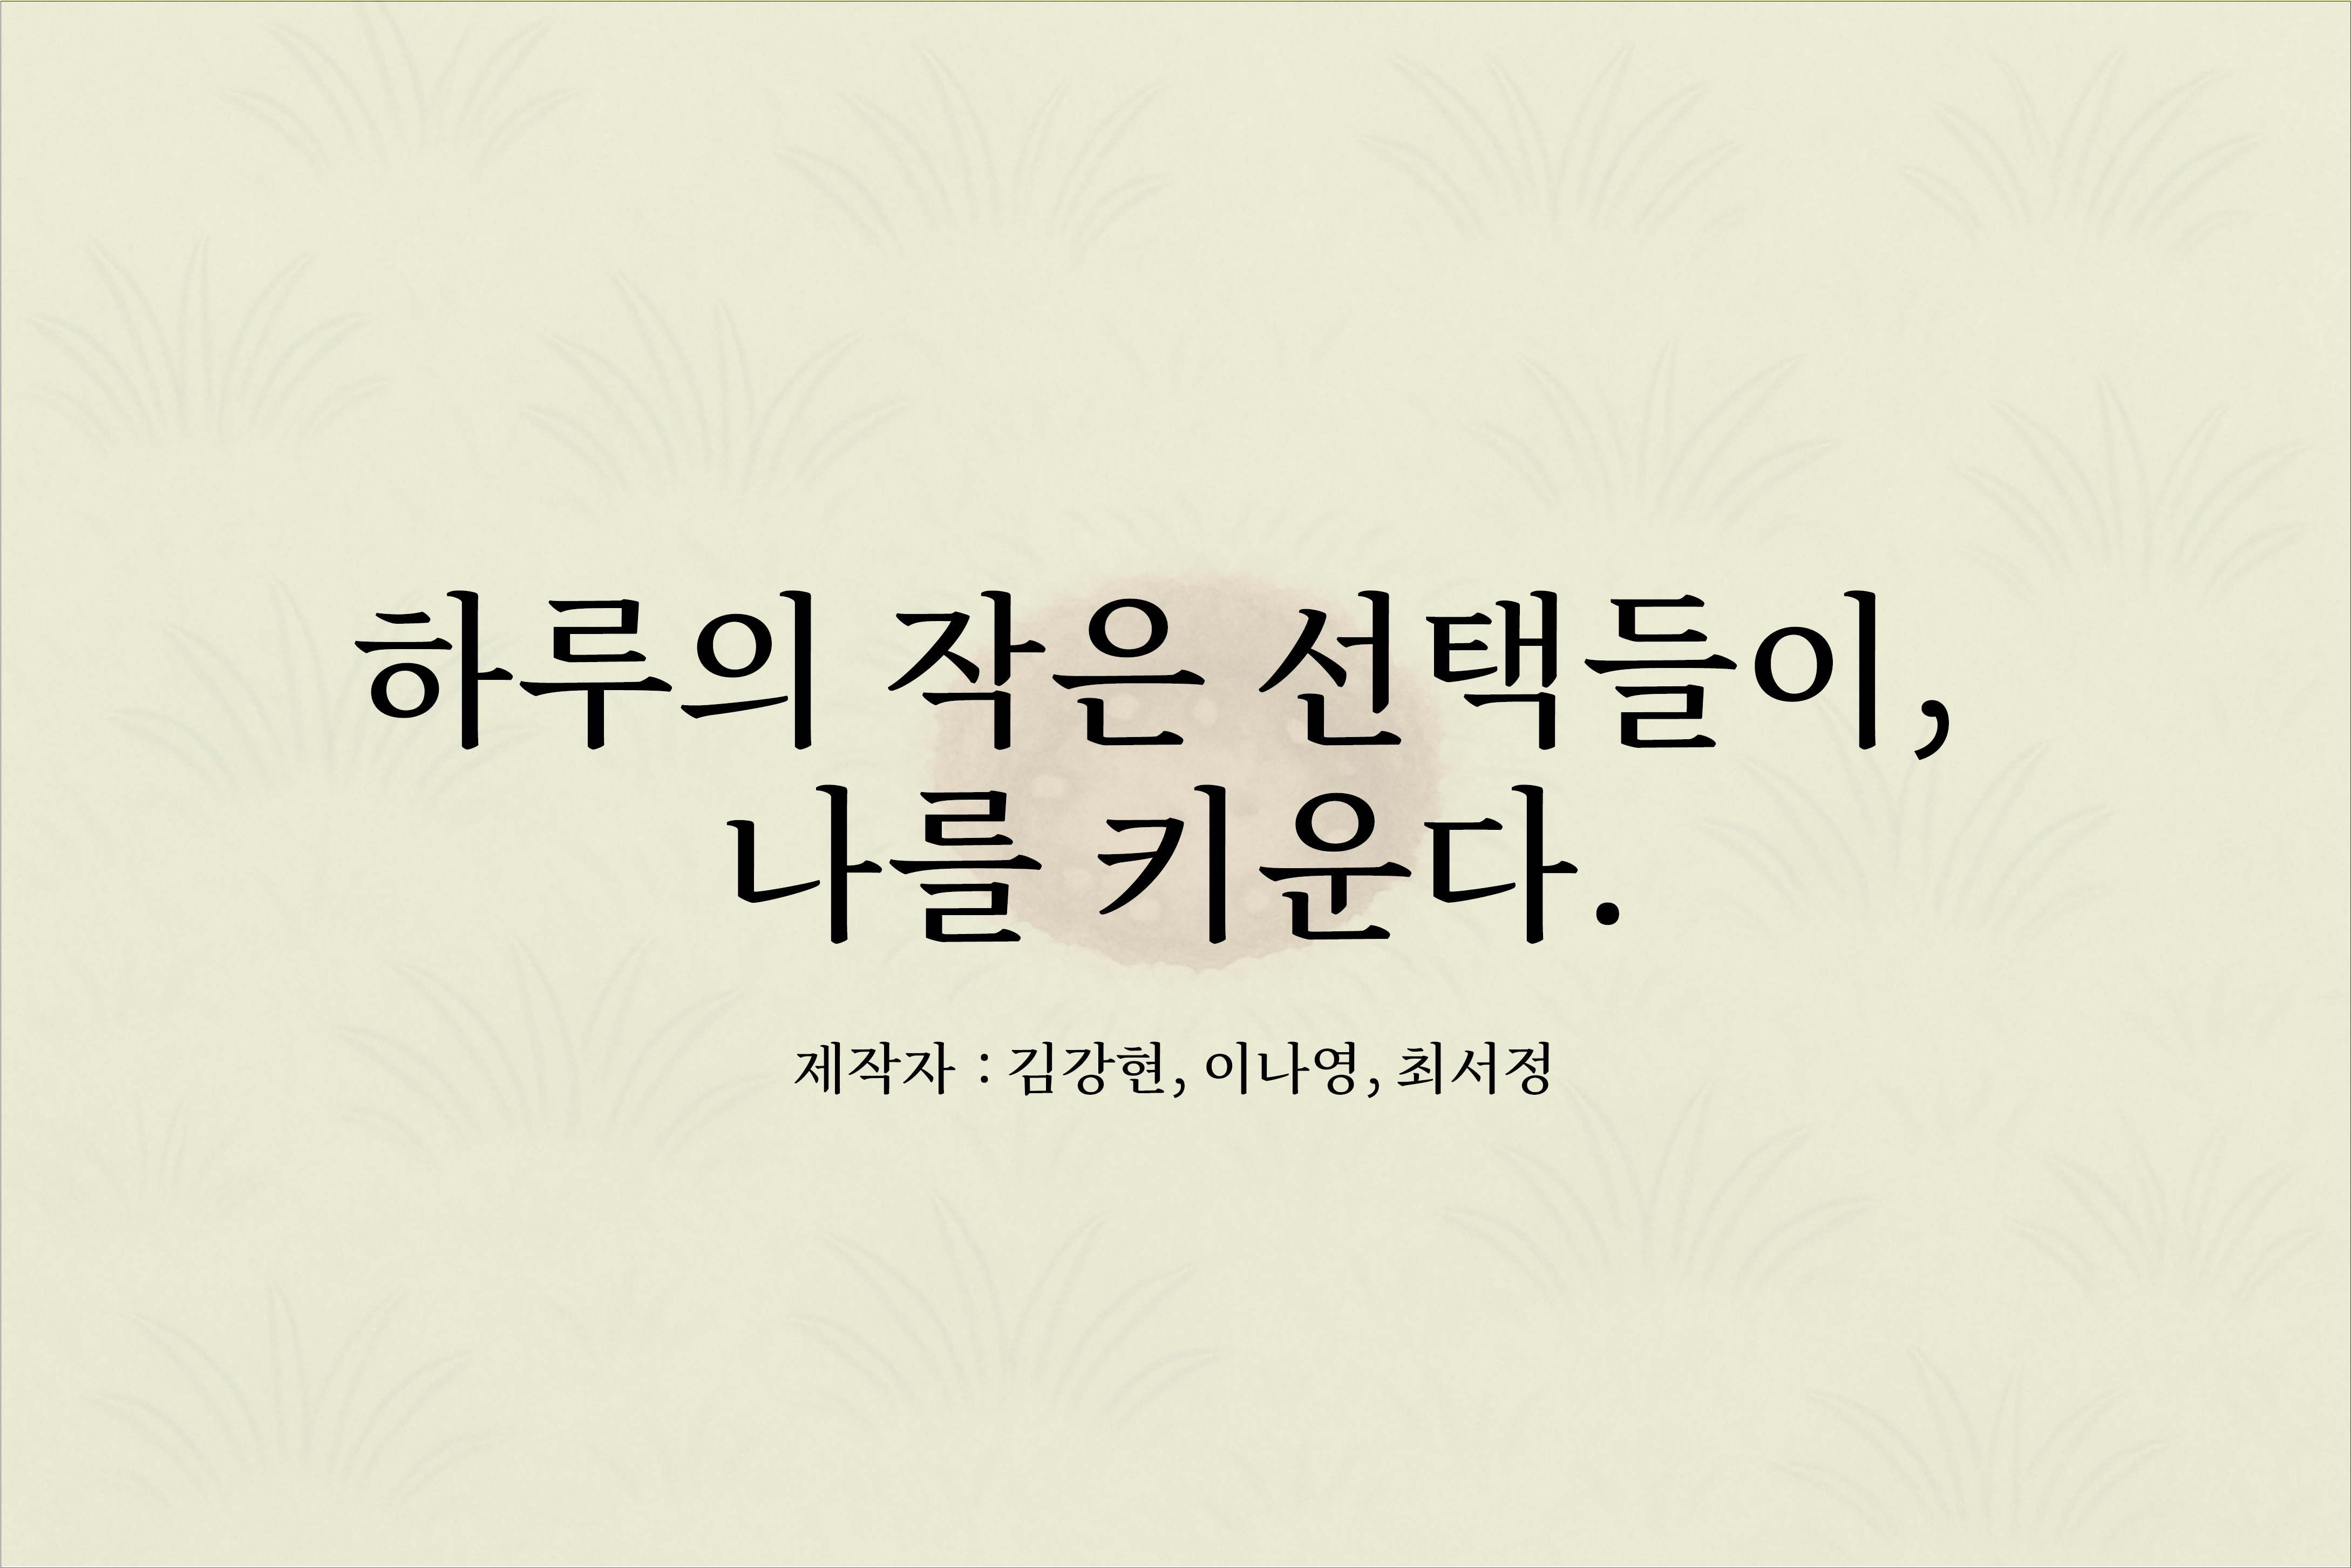 하루의 작은 선택들이,
나를 키운다.
제작자 : 김강현, 이나영, 최서정